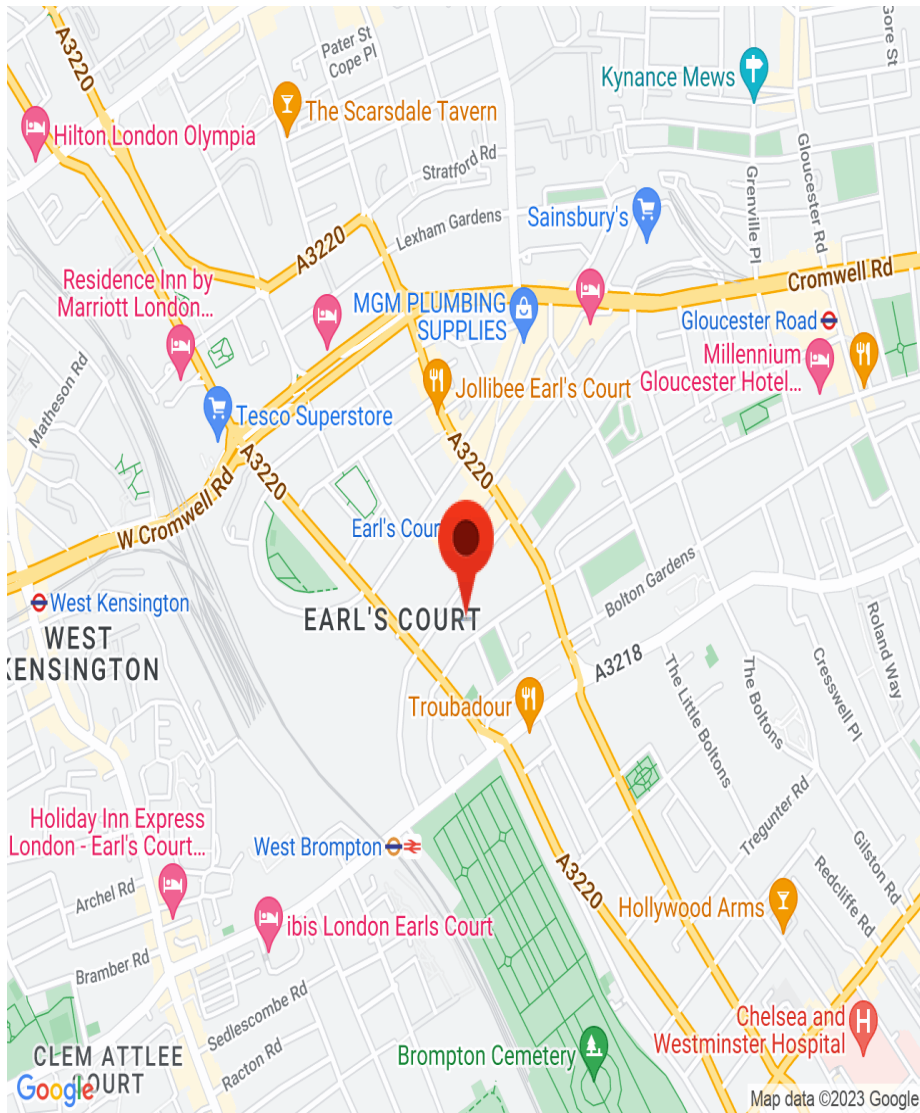 A3220
Pater St
Cope Pl
Gore St
Kynance Mews
The Scarsdale Tavern
Hilton London Olympia
Stratford Rd
Gloucester Rd
Grenville Pl
Lexham Gardens
Sainsbury's
A3220
Cromwell Rd
Residence Inn by
Marriott London...
MGM PLUMBING
SUPPLIES
Gloucester Road
Millennium
Gloucester Hotel...
Matheson Rd
Jollibee Earl's Court
Tesco Superstore
A3220
A3220
W Cromwell Rd
Earl's Cour
Bolton Gardens
West Kensington
EARL'S COURT
WEST
KENSINGTON
Roland Way
A3218
Cresswell Pl
The Boltons
The Little Boltons
Troubadour
Tregunter Rd
Holiday Inn Express
London - Earl's Court...
West Brompton
Gilston Rd
Redcliffe Rd
A3220
Archel Rd
Hollywood Arms
ibis London Earls Court
Bramber Rd
Sedlescombe Rd
Chelsea and
Westminster Hospital
H
Brompton Cemetery
CLEM ATTLEE
COURT
Racton Rd
Google
Map data ©2023 Google